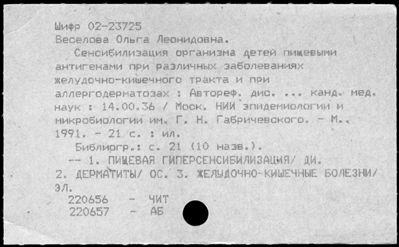 Шифр 02-23725
Веселова Ольга Леонидовна.
Сенсибилизация организма детей пищевыми
антигенами при различных заболеваниях
желудочно-кишечного тракта и при
аллергодерматозах : Автореф. дис. ... канд. мед.
наук : 14.00.36 / Моск. НИИ эпидемиологии и
микробиологии им. Г. Н. Габричевского. - М.,
1991. - 21 с. : ил.
Библиогр.: с. 21 (10 назв.).
-- 1. ПИЩЕВАЯ ГИПЕРСЕНСИБИЛИЗАЦИЯ/ ДИ.
2. ДЕРМАТИТЫ/ ОС. 3. ЖЕЛУДОЧНО-КИШЕЧНЫЕ БОЛЕЗНИ/
ЭЛ.
220656 - ЧИТ
220657 - АБ